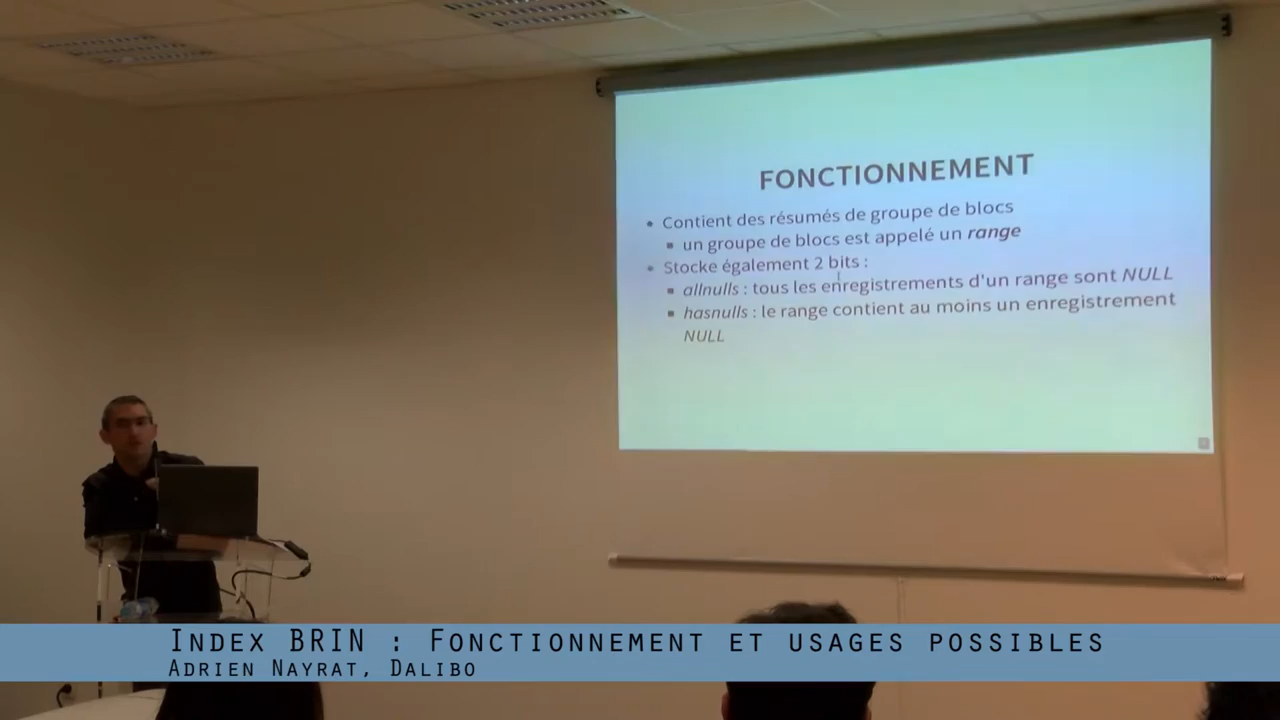 FONCTIONNEMENT
• Contient des résumés de groupe de blocs
▪ un groupe de blocs est appelé un range
• Stocke également 2 bits :
▪ allnulls : tous les enregistrements d'un range sont NULL
▪ hasnulls : le range contient au moins un enregistrement
NULL
INDEX BRIN : FONCTIONNEMENT ET USAGES POSSIBLES
ADRIEN NAYRAT, DALIBO